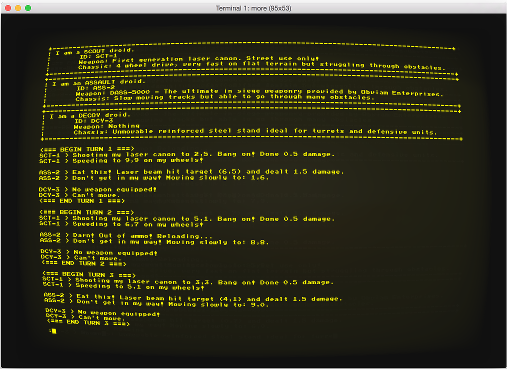 Terminal 1: more (95x53)
I am a SCOUT droid.
ID: SCT-1
Weapon: First generation laser canon. Street use only!
Chassis: 4 wheel drive, very fast on flat terrain but struggling through obstacles.
I am an ASSAULT droid.
ID: ASS-2
Weapon: DOGS-5000 - The ultimate in siege weaponry provided by Obvian Enterprises.
Chassis: Slow moving tracks but able to go through many obstacles.
I am a DECOY droid.
ID: DCY-3
Weapon: Nothing
Chassis: Unmovable reinforced steel stand ideal for turrets and defensive units.
(=== BEGIN TURN 1 ===)
SCT-1 > Shooting my laser canon to 2.5. Bang on! Done 0.5 damage.
SCT-1 > Speeding to 9.9 on my wheels!
ASS-2 > Eat this! Laser beam hit target (6.5) and dealt 1.5 damage.
ASS-2 > Don't get in my way! Moving slowly to: 1.6.
DCY-3 > No weapon equipped!
DCY-3 > Can't move.
(=== END TURN 1 ===)
(=== BEGIN TURN 2 ===)
SCT-1 > Shooting my laser canon to 5.1. Bang on! Done 0.5 damage.
SCT-1 > Speeding to 6.7 on my wheels!
ASS-2 > Darn! Out of ammo! Reloading...
ASS-2 > Don't get in my way! Moving slowly to: 8.8.
DCY-3 > No weapon equipped!
DCY-3 > Can't move.
(=== END TURN 2 ===)
(=== BEGIN TURN 3 ===)
SCT-1 > Shooting my laser canon to 3.3. Bang on! Done 0.5 damage.
SCT-1 > Speeding to 5.1 on my wheels!
ASS-2 > Eat this! Laser beam hit target (4.1) and dealt 1.5 damage.
ASS-2 > Don't get in my way! Moving slowly to: 9.0.
DCY-3 > No weapon equipped!
DCY-3 > Can't move.
(=== END TURN 3 ===)
: